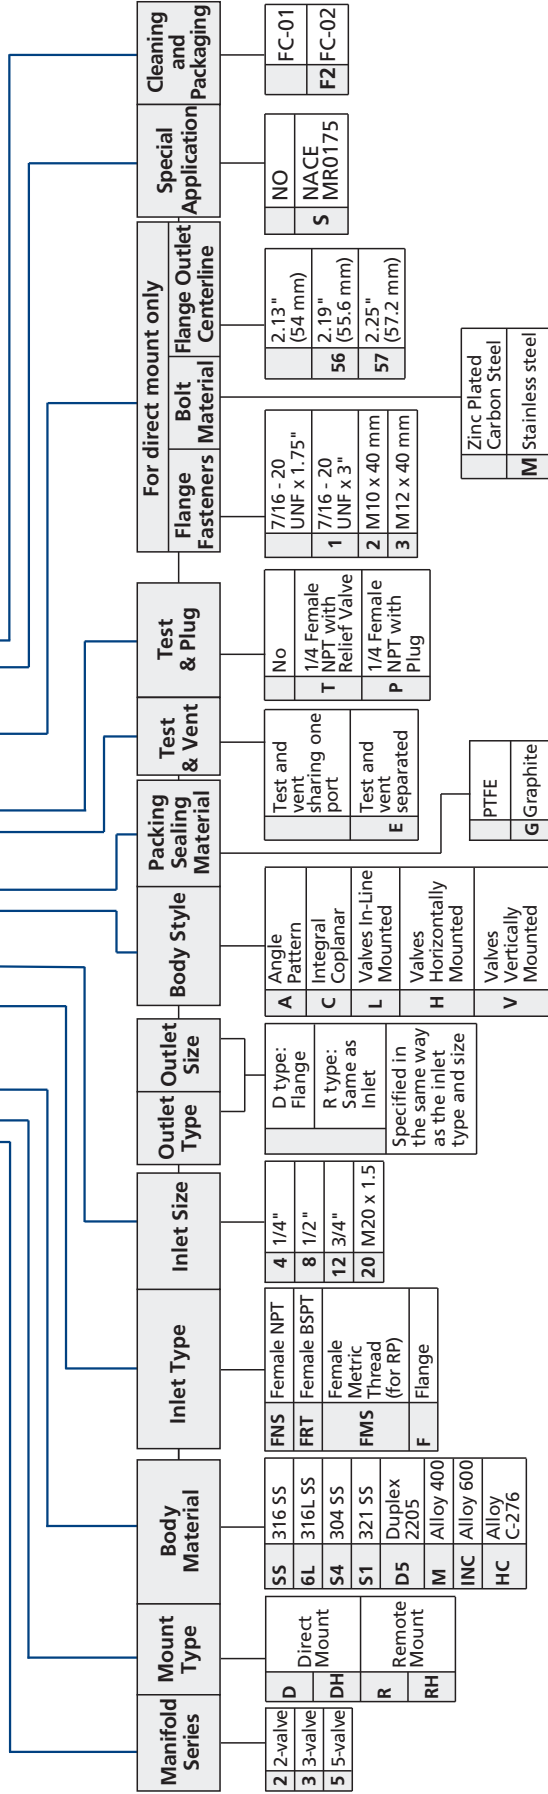 Manifold
Series
2 2-valve
3 3-valve
5 5-valve
Mount
Type
D
DH
Direct
Mount
R
RH
Remote
Mount
Body
Material
SS 316 SS
6L 316L SS
S4 304 SS
S1 321 SS
D5 Duplex
2205
M Alloy 400
INC Alloy 600
HC Alloy
C-276
Inlet Type
FNS Female NPT
FRT Female BSPT
FMS Female
Metric
Thread
(for RP)
F Flange
Inlet Size
4 1/4"
8 1/2"
12 3/4"
20 M20 x 1.5
Outlet
Type
Outlet
Size
D type:
Flange
R type:
Same as
Inlet
Specified in
the same way
as the inlet
type and size
Body Style
A Angle
Pattern
C Integral
Coplanar
L Valves In-Line
Mounted
H Valves
Horizontally
Mounted
V Valves
Vertically
Mounted
Packing
Sealing
Material
PTFE
G Graphite
Test
& Vent
Test and
vent
sharing one
port
E Test and
vent
separated
Test
& Plug
No
T 1/4 Female
NPT with
Relief Valve
P 1/4 Female
NPT with
Plug
For direct mount only
Flange
Fasteners
7/16 - 20
UNF x 1.75"
1 7/16 - 20
UNF x 3"
2 M10 x 40 mm
3 M12 x 40 mm
Bolt
Material
Zinc Plated
Carbon Steel
M Stainless steel
Flange Outlet
Centerline
2.13"
(54 mm)
56 2.19"
(55.6 mm)
57 2.25"
(57.2 mm)
Special
Application
NO
S NACE
MR0175
Cleaning
and
Packaging
FC-01
F2 FC-02